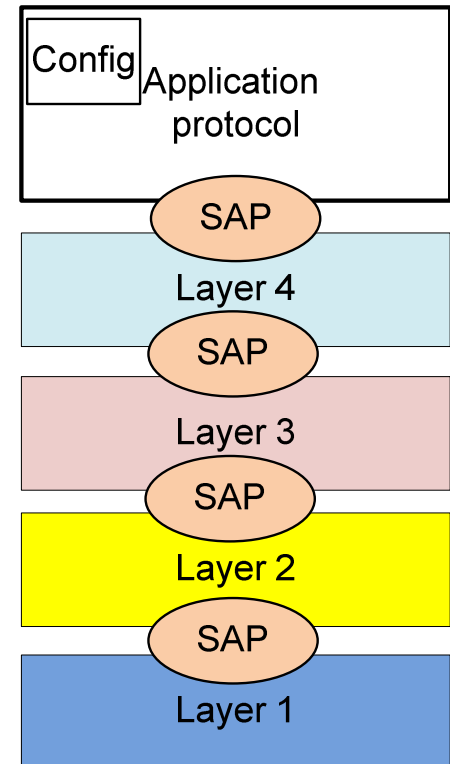 Config
Application
protocol
SAP
Layer 4
SAP
Layer 3
SAP
Layer 2
SAP
Layer 1